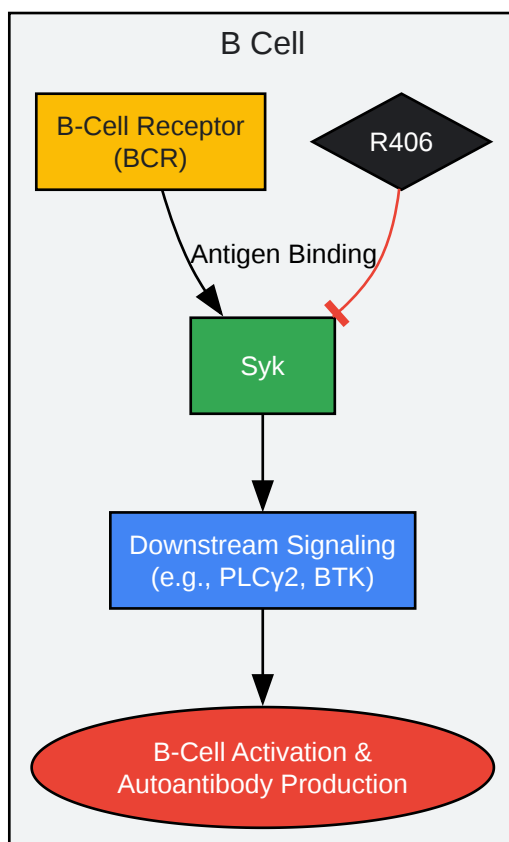 B Cell
B-Cell Receptor
(BCR)
R406
Antigen Binding
Syk
Downstream Signaling
(e.g., PLCγ2, BTK)
B-Cell Activation &
Autoantibody Production